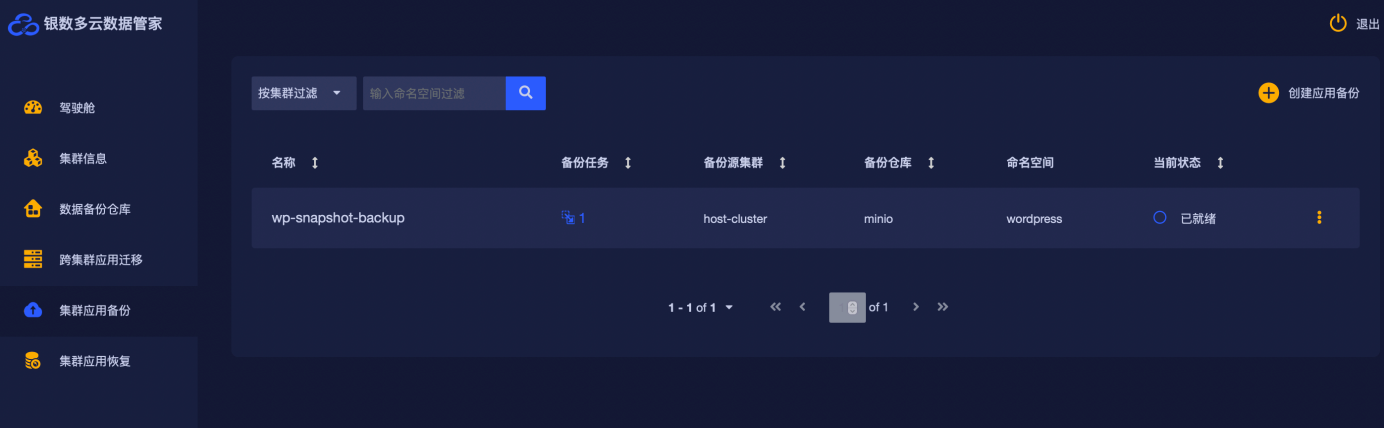 银数多云数据管家
退出
驾驶舱
集群信息
数据备份仓库
跨集群应用迁移
集群应用备份
集群应用恢复
按集群过滤 输入命名空间过滤 创建应用备份
名称 备份任务 备份源集群 备份仓库 命名空间 当前状态
wp-snapshot-backup 1 host-cluster minio wordpress 已就绪
1 - 1 of 1 of 1